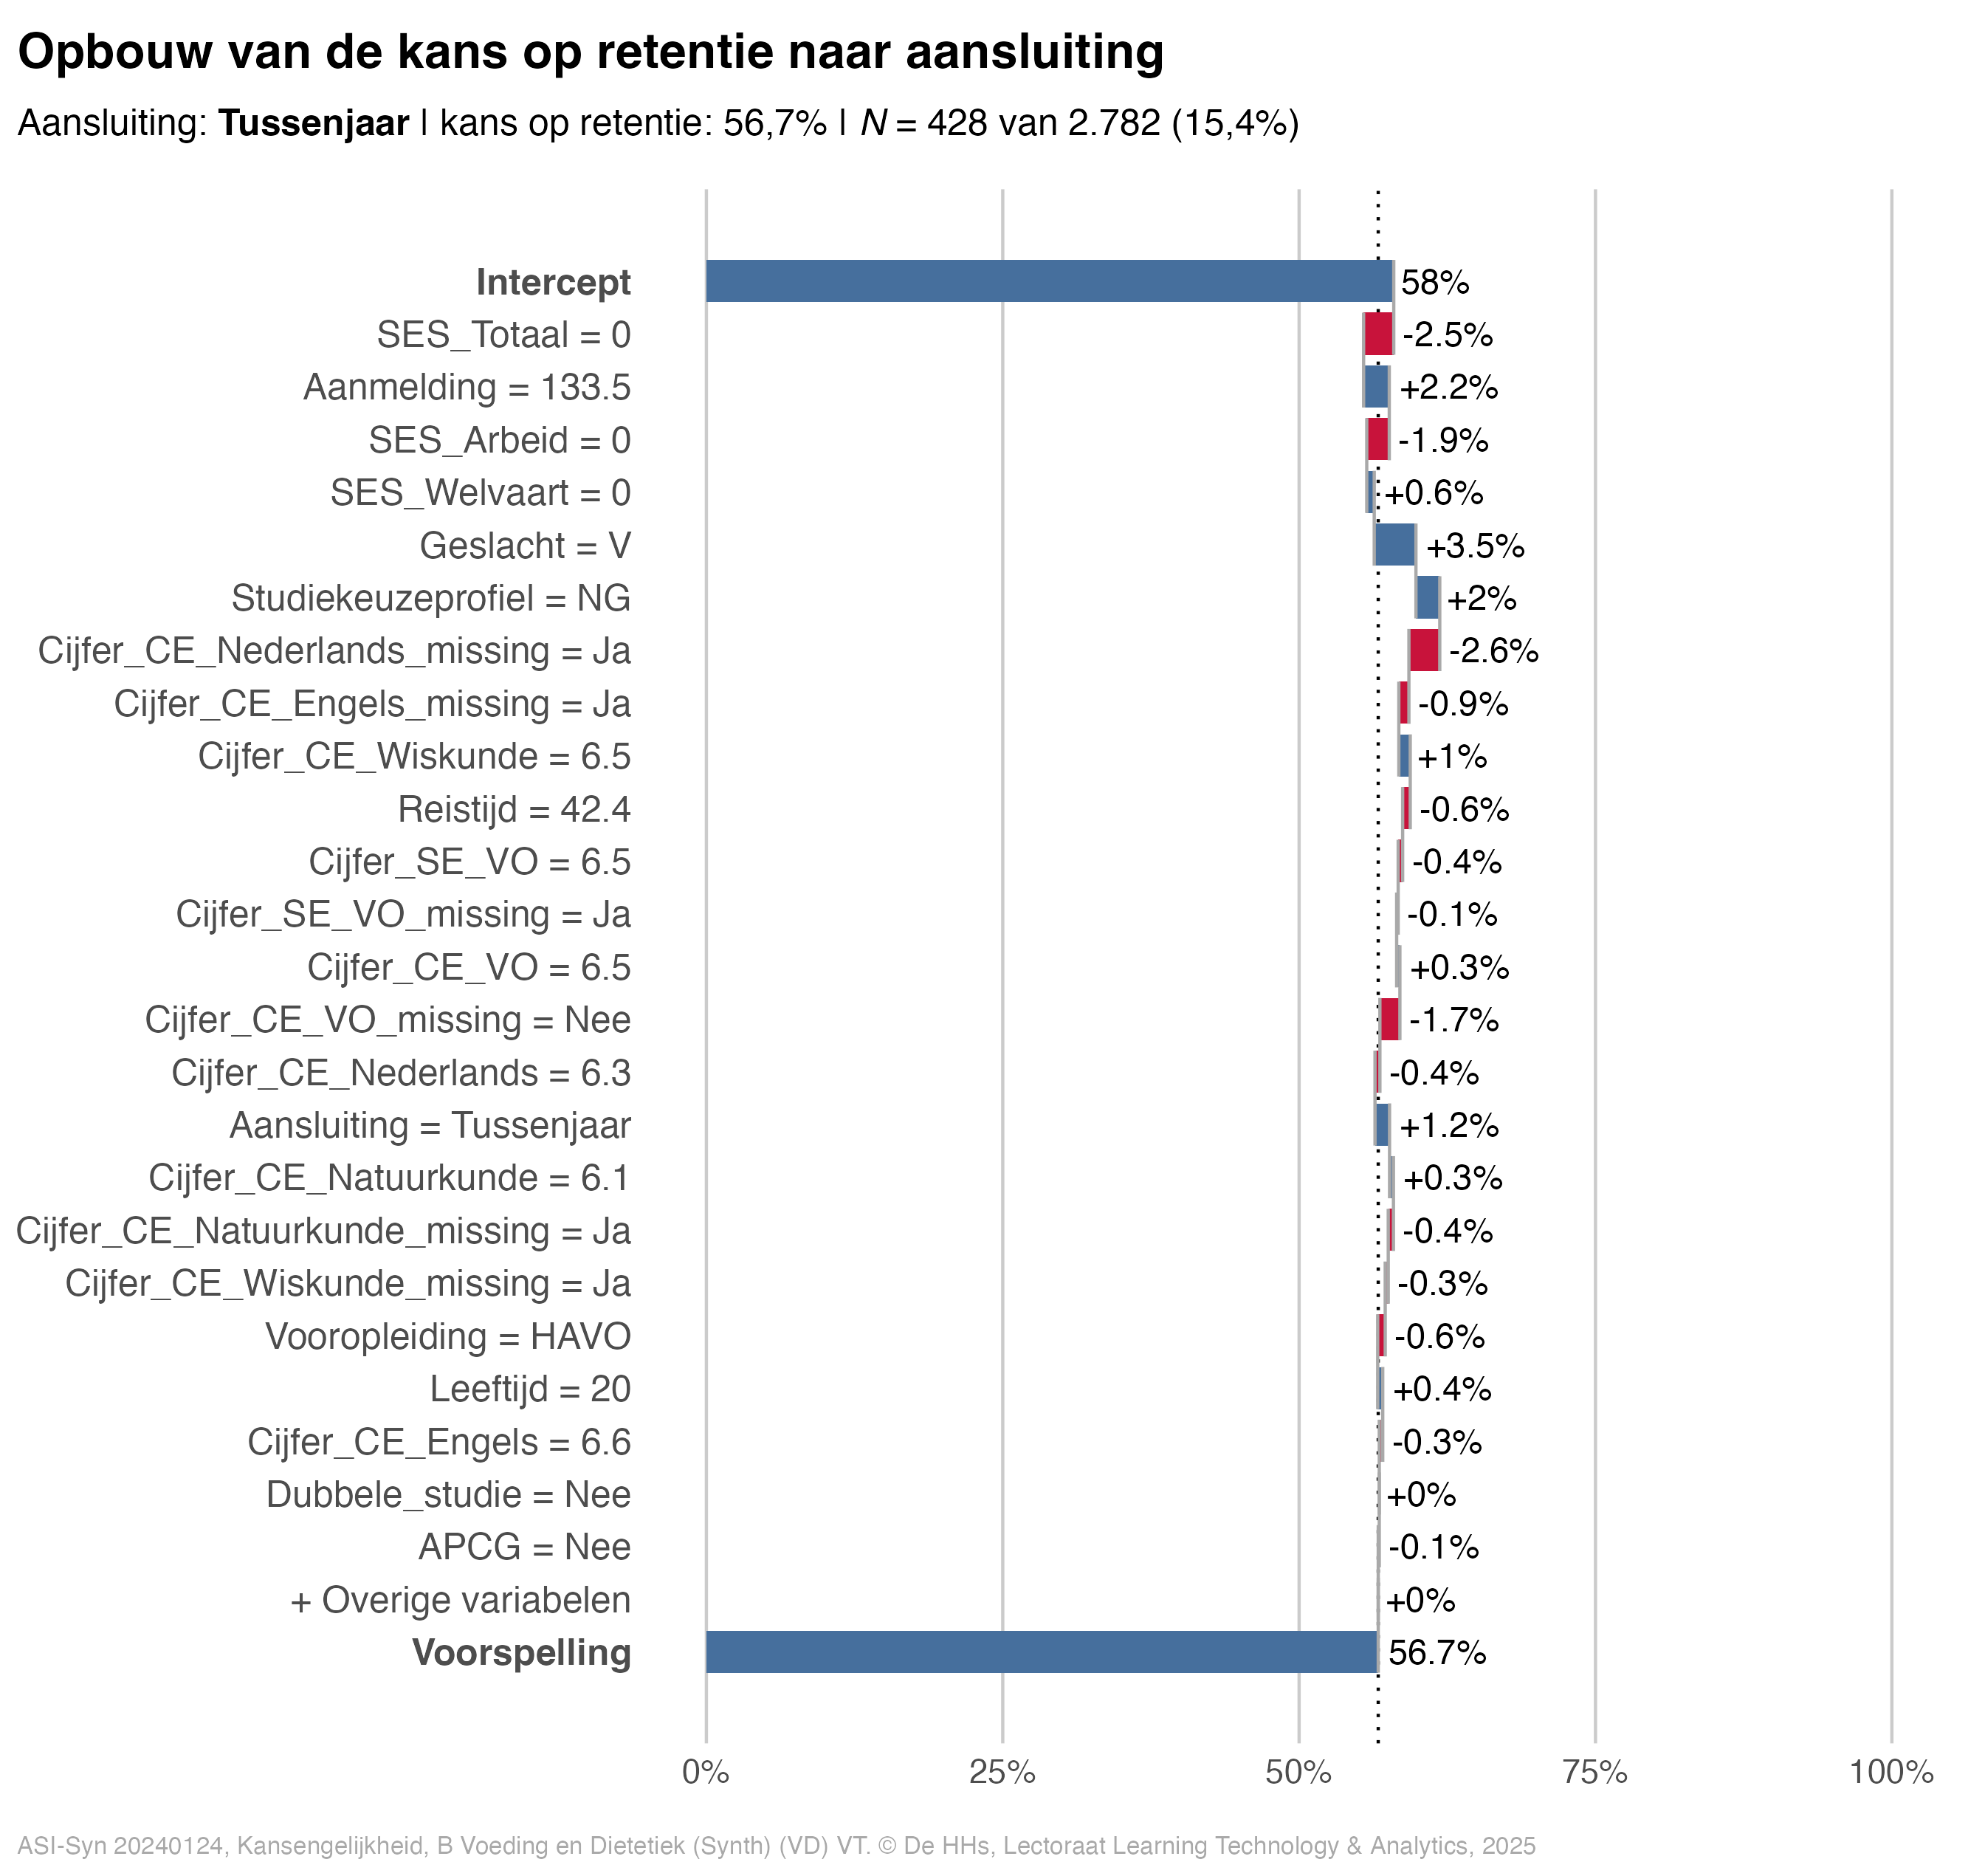 Opbouw van de kans op retentie naar aansluiting
Aansluiting: Tussenjaar | kans op retentie: 56,7% | N = 428 van 2.782 (15,4%)
Intercept 58%
SES_Totaal = 0 -2.5%
Aanmelding = 133.5 +2.2%
SES_Arbeid = 0 -1.9%
SES_Welvaart = 0 +0.6%
Geslacht = V +3.5%
Studiekeuzeprofiel = NG +2%
Cijfer_CE_Nederlands_missing = Ja -2.6%
Cijfer_CE_Engels_missing = Ja -0.9%
Cijfer_CE_Wiskunde = 6.5 +1%
Reistijd = 42.4 -0.6%
Cijfer_SE_VO = 6.5 -0.4%
Cijfer_SE_VO_missing = Ja -0.1%
Cijfer_CE_VO = 6.5 +0.3%
Cijfer_CE_VO_missing = Nee -1.7%
Cijfer_CE_Nederlands = 6.3 -0.4%
Aansluiting = Tussenjaar +1.2%
Cijfer_CE_Natuurkunde = 6.1 +0.3%
Cijfer_CE_Natuurkunde_missing = Ja -0.4%
Cijfer_CE_Wiskunde_missing = Ja -0.3%
Vooropleiding = HAVO -0.6%
Leeftijd = 20 +0.4%
Cijfer_CE_Engels = 6.6 -0.3%
Dubbele_studie = Nee +0%
APCG = Nee -0.1%
+ Overige variabelen +0%
Voorspelling 56.7%
0% 25% 50% 75% 100%
ASI-Syn 20240124, Kansengelijkheid, B Voeding en Dietetiek (Synth) (VD) VT. © De HHs, Lectoraat Learning Technology & Analytics, 2025